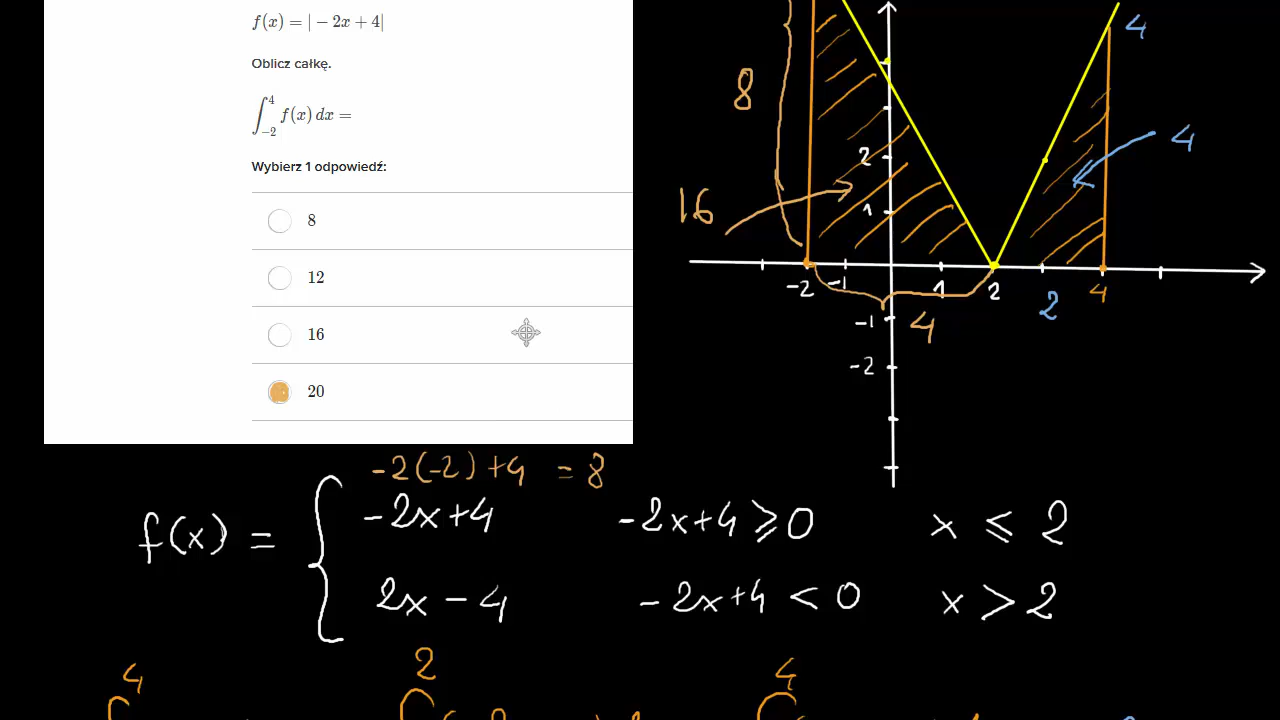 f(x) = | − 2x + 4|
Oblicz całkę.
∫_{−2}^{4} f(x) dx =
Wybierz 1 odpowiedź:
8
12
16
20
4
8
4
2
16
1
-2 -1 1 2 2 4
-1
4
-2
-2(-2)+4 = 8
f(x) = { -2x+4 -2x+4 ⩾ 0 x ⩽ 2
2x - 4 -2x+4 < 0 x > 2
4 2 4